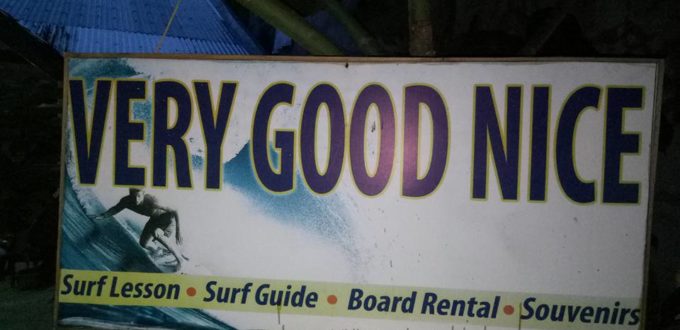 VERY GOOD NICE
Surf Lesson • Surf Guide • Board Rental • Souvenirs